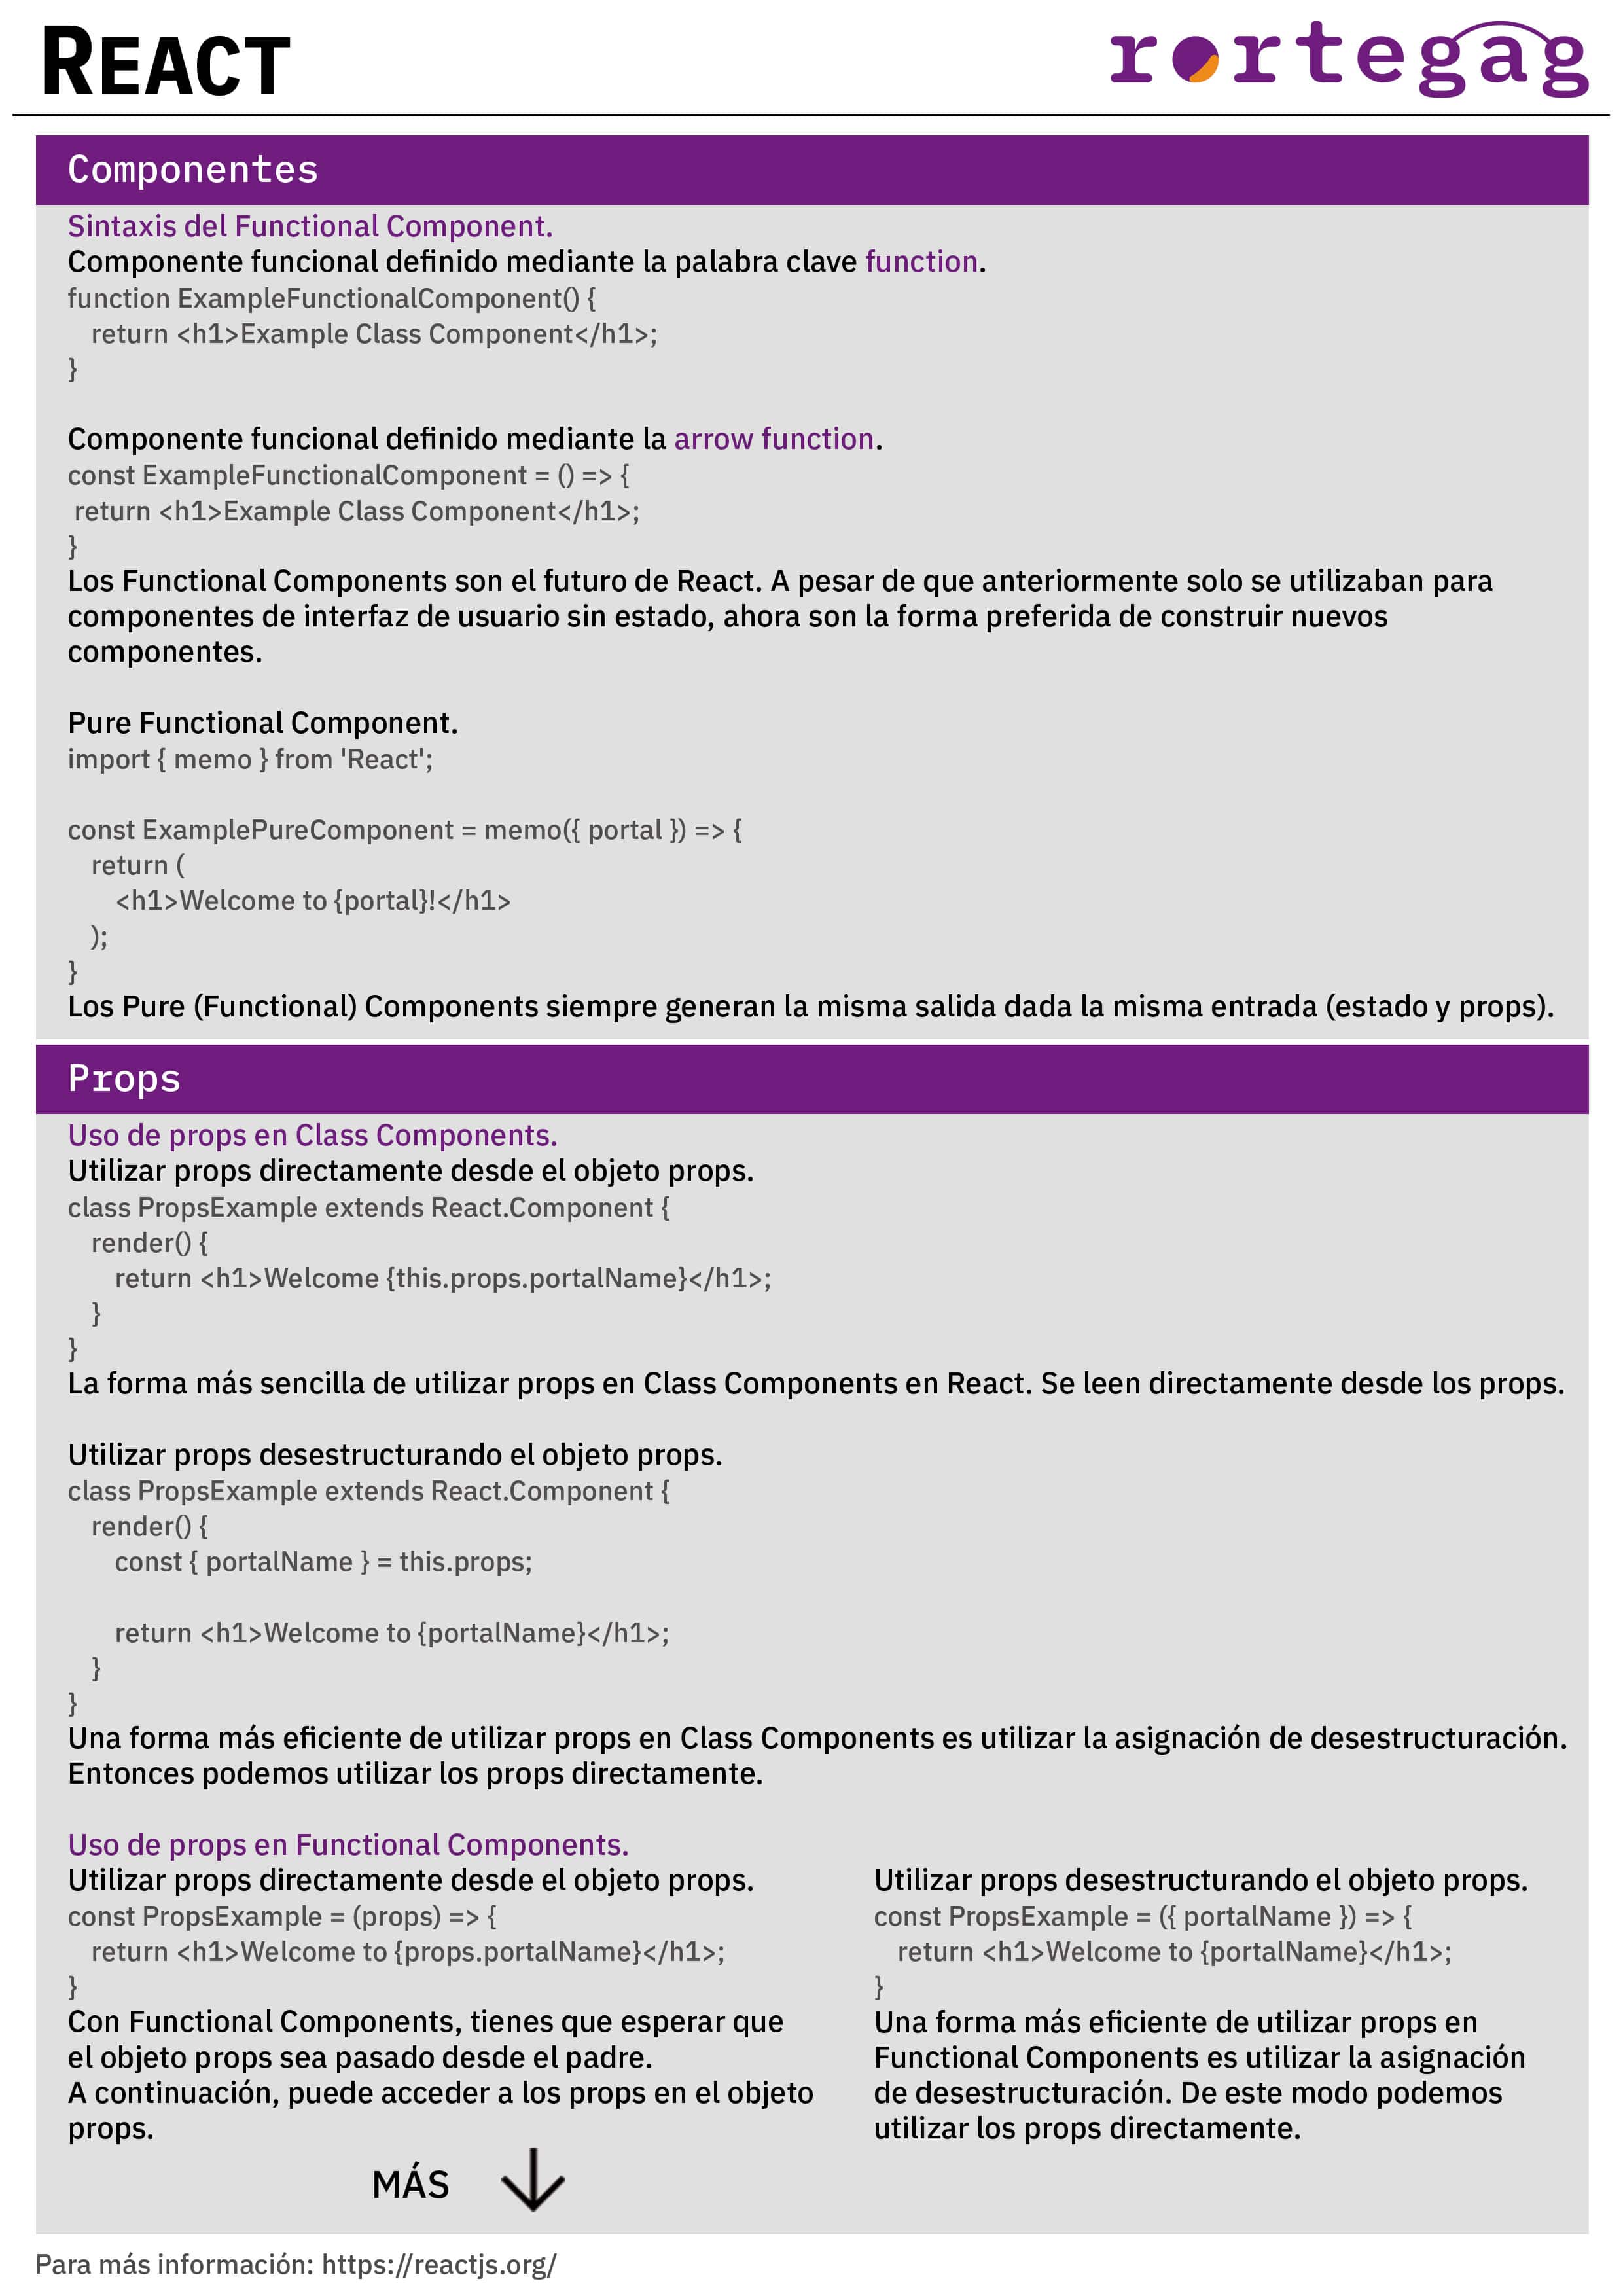 REACT
rortegag
Componentes
Sintaxis del Functional Component.
Componente funcional definido mediante la palabra clave function.
function ExampleFunctionalComponent() {
return <h1>Example Class Component</h1>;
}
Componente funcional definido mediante la arrow function.
const ExampleFunctionalComponent = () => {
return <h1>Example Class Component</h1>;
}
Los Functional Components son el futuro de React. A pesar de que anteriormente solo se utilizaban para
componentes de interfaz de usuario sin estado, ahora son la forma preferida de construir nuevos
componentes.
Pure Functional Component.
import { memo } from 'React';
const ExamplePureComponent = memo({ portal }) => {
return (
<h1>Welcome to {portal}!</h1>
);
}
Los Pure (Functional) Components siempre generan la misma salida dada la misma entrada (estado y props).
Props
Uso de props en Class Components.
Utilizar props directamente desde el objeto props.
class PropsExample extends React.Component {
render() {
return <h1>Welcome {this.props.portalName}</h1>;
}
}
La forma más sencilla de utilizar props en Class Components en React. Se leen directamente desde los props.
Utilizar props desestructurando el objeto props.
class PropsExample extends React.Component {
render() {
const { portalName } = this.props;
return <h1>Welcome to {portalName}</h1>;
}
}
Una forma más eficiente de utilizar props en Class Components es utilizar la asignación de desestructuración.
Entonces podemos utilizar los props directamente.
Uso de props en Functional Components.
Utilizar props directamente desde el objeto props.
const PropsExample = (props) => {
return <h1>Welcome to {props.portalName}</h1>;
}
Con Functional Components, tienes que esperar que
el objeto props sea pasado desde el padre.
A continuación, puede acceder a los props en el objeto
props.
Utilizar props desestructurando el objeto props.
const PropsExample = ({ portalName }) => {
return <h1>Welcome to {portalName}</h1>;
}
Una forma más eficiente de utilizar props en
Functional Components es utilizar la asignación
de desestructuración. De este modo podemos
utilizar los props directamente.
MÁS
Para más información: https://reactjs.org/